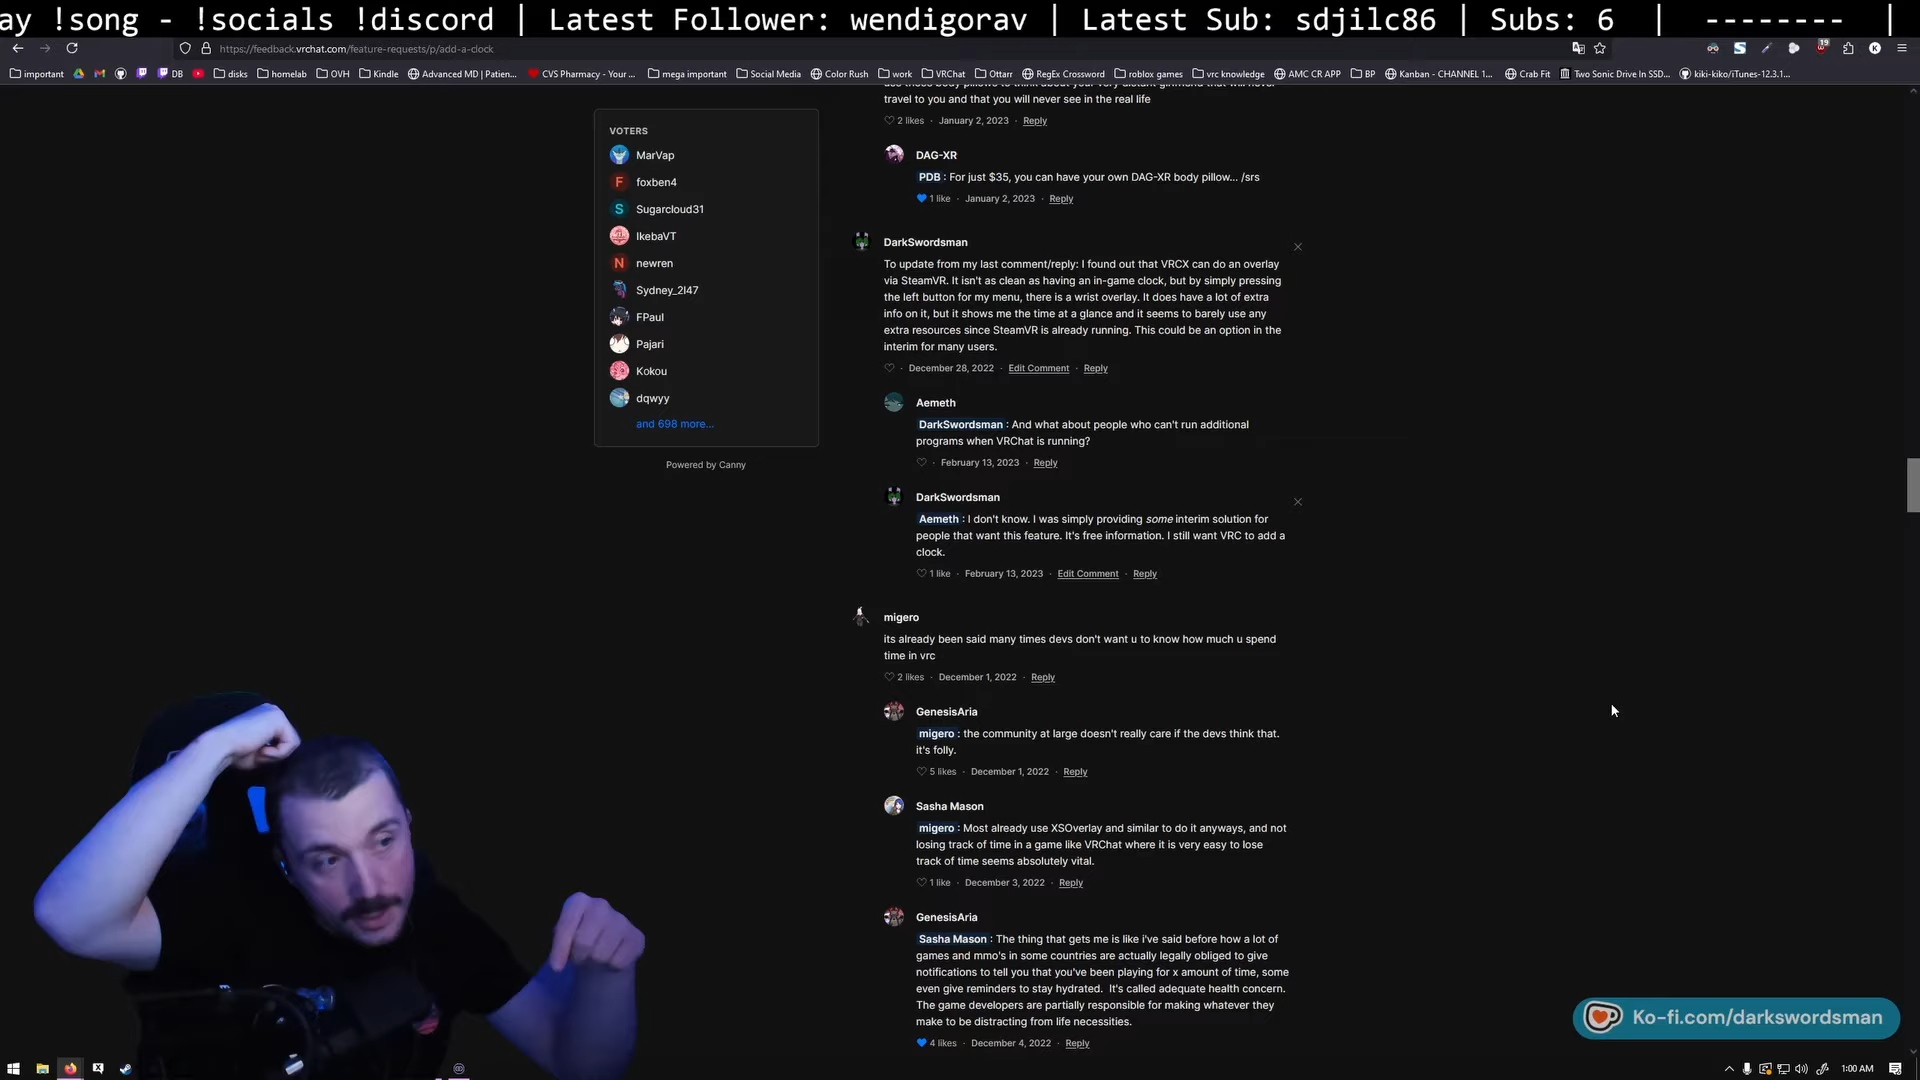 ay !song - !socials !discord | Latest Follower: wendigorav | Latest Sub: sdjilc86 | Subs: 6 | -------- |
https://feedback.vrchat.com/feature-requests/p/add-a-clock
19
K
important
DB
disks
homelab
OVH
Kindle
Advanced MD | Patien...
CVS Pharmacy - Your ...
mega important
Social Media
Color Rush
work
VRChat
Ottarr
RegEx Crossword
roblox games
vrc knowledge
AMC CR APP
BP
Kanban - CHANNEL 1...
Crab Fit
Two Sonic Drive In SSD...
kiki-kiko/iTunes-12.3.1...
VOTERS
MarVap
F foxben4
S Sugarcloud31
IkebaVT
N newren
Sydney_2l47
FPaul
Pajari
Kokou
dqwyy
and 698 more...
Powered by Canny
travel to you and that you will never see in the real life
2 likes · January 2, 2023 · Reply
DAG-XR
PDB : For just $35, you can have your own DAG-XR body pillow... /srs
1 like · January 2, 2023 · Reply
DarkSwordsman
To update from my last comment/reply: I found out that VRCX can do an overlay
via SteamVR. It isn't as clean as having an in-game clock, but by simply pressing
the left button for my menu, there is a wrist overlay. It does have a lot of extra
info on it, but it shows me the time at a glance and it seems to barely use any
extra resources since SteamVR is already running. This could be an option in the
interim for many users.
· December 28, 2022 · Edit Comment · Reply
Aemeth
DarkSwordsman : And what about people who can't run additional
programs when VRChat is running?
· February 13, 2023 · Reply
DarkSwordsman
Aemeth : I don't know. I was simply providing some interim solution for
people that want this feature. It's free information. I still want VRC to add a
clock.
1 like · February 13, 2023 · Edit Comment · Reply
migero
its already been said many times devs don't want u to know how much u spend
time in vrc
2 likes · December 1, 2022 · Reply
GenesisAria
migero : the community at large doesn't really care if the devs think that.
it's folly.
5 likes · December 1, 2022 · Reply
Sasha Mason
migero : Most already use XSOverlay and similar to do it anyways, and not
losing track of time in a game like VRChat where it is very easy to lose
track of time seems absolutely vital.
1 like · December 3, 2022 · Reply
GenesisAria
Sasha Mason : The thing that gets me is like i've said before how a lot of
games and mmo's in some countries are actually legally obliged to give
notifications to tell you that you've been playing for x amount of time, some
even give reminders to stay hydrated. It's called adequate health concern.
The game developers are partially responsible for making whatever they
make to be distracting from life necessities.
4 likes · December 4, 2022 · Reply
Ko-fi.com/darkswordsman
1:00 AM